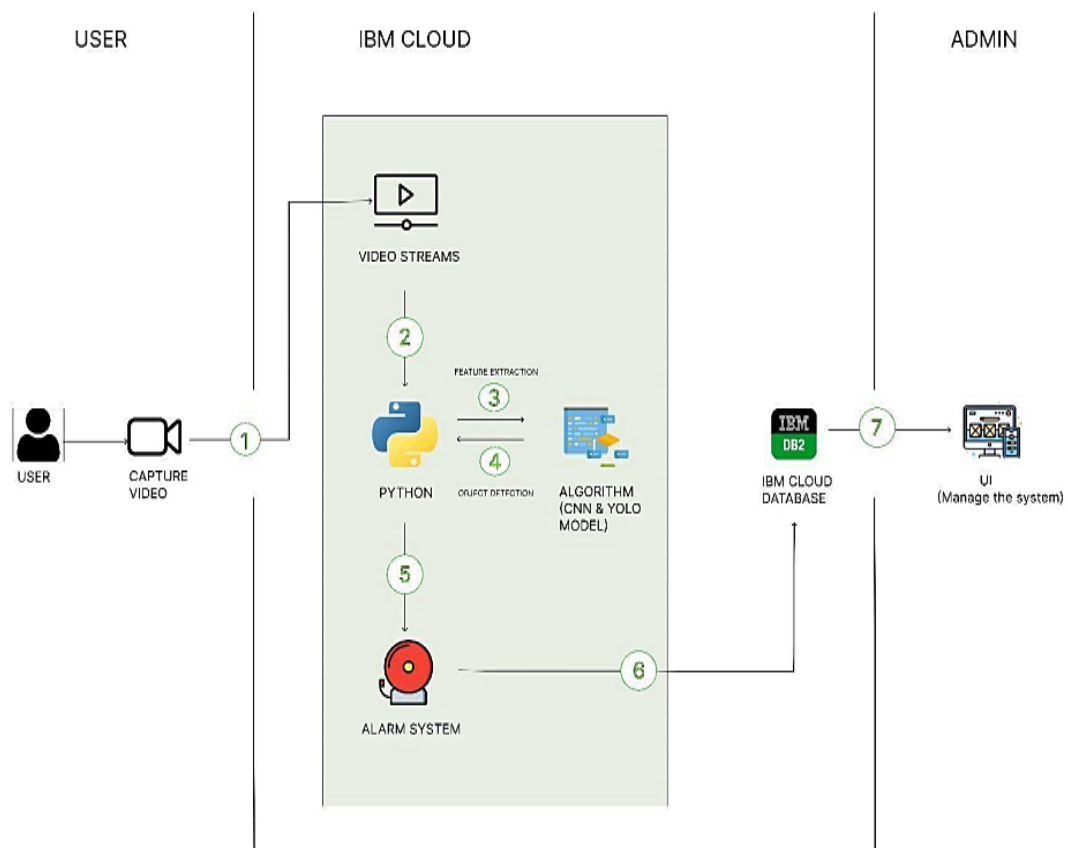 USER
IBM CLOUD
ADMIN
VIDEO STREAMS
2
FEATURE EXTRACTION
3
4
OBJECT DETECTION
PYTHON
ALGORITHM
(CNN & YOLO
MODEL)
USER
CAPTURE
VIDEO
1
IBM
DB2
IBM CLOUD
DATABASE
7
UI
(Manage the system)
5
6
ALARM SYSTEM